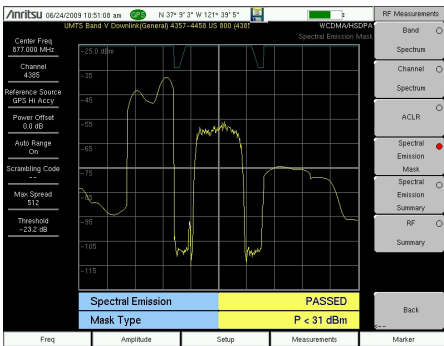 Anritsu 06/24/2009 10:51:08 am GPS N 37° 9' 3" W 121° 39' 5"
UMTS Band V Downlink(General) 4357-4458 US 800 (4385 WCDMA/HSDPA
Spectral Emission Mask
RF Measurements
Center Freq
877.000 MHz
Channel
4385
Reference Source
GPS Hi Accy
Power Offset
0.0 dB
Auto Range
On
Scrambling Code
--
Max Spread
512
Threshold
-23.2 dB
-25.0 dBm
-35
-45
-55
-65
-75
-85
-95
-105
-115
Spectral Emission PASSED
Mask Type P < 31 dBm
Band
Spectrum
Channel
Spectrum
ACLR
Spectral
Emission
Mask
Spectral
Emission
Summary
RF
Summary
Back
<--
Freq Amplitude Setup Measurements Marker